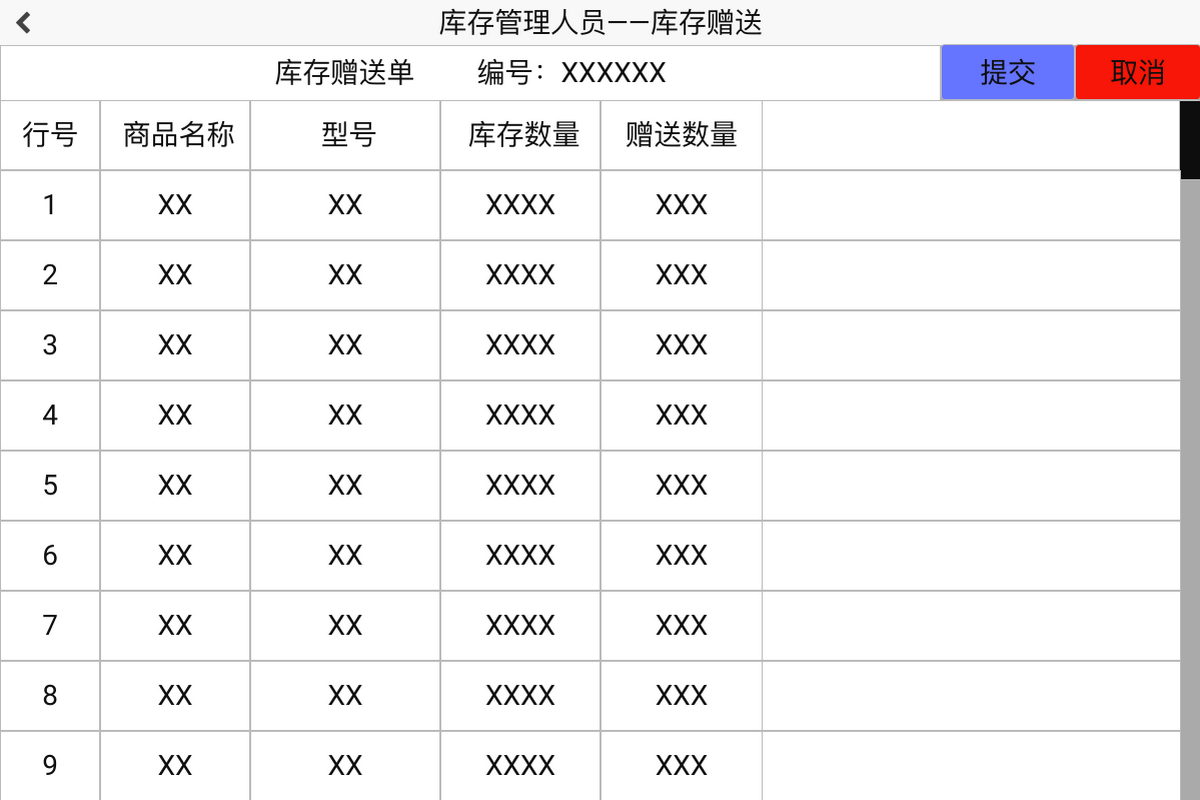 库存管理人员——库存赠送
库存赠送单 编号：XXXXXX 提交 取消
行号 商品名称 型号 库存数量 赠送数量
1 XX XX XXXX XXX
2 XX XX XXXX XXX
3 XX XX XXXX XXX
4 XX XX XXXX XXX
5 XX XX XXXX XXX
6 XX XX XXXX XXX
7 XX XX XXXX XXX
8 XX XX XXXX XXX
9 XX XX XXXX XXX